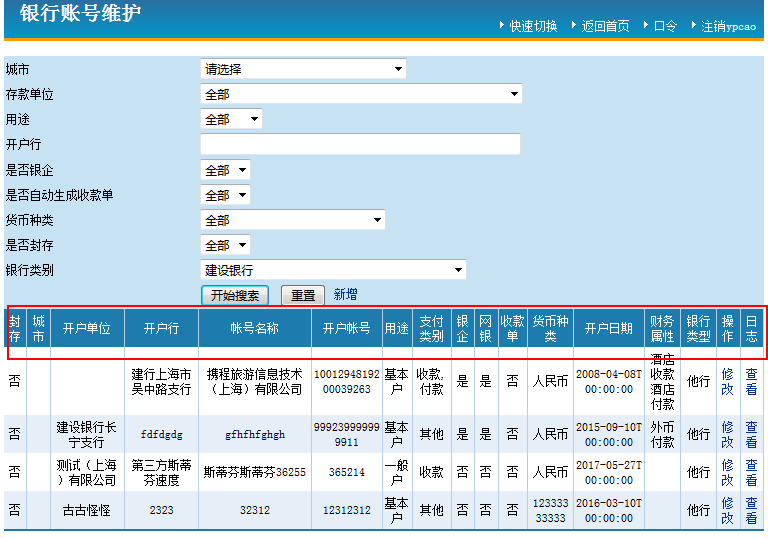 银行账号维护
快速切换 返回首页 口令 注销ypcao
城市 请选择
存款单位 全部
用途 全部
开户行
是否银企 全部
是否自动生成收款单 全部
货币种类 全部
是否封存 全部
银行类别 建设银行
开始搜索 重置 新增
封存 城市 开户单位 开户行 帐号名称 开户帐号 用途 支付类别 银企 网银 收款单 货币种类 开户日期 财务属性 银行类型 操作 日志
否 建行上海市吴中路支行 携程旅游信息技术（上海）有限公司 1001294819200039263 基本户 收款,付款 是 是 否 人民币 2008-04-08T00:00:00 酒店收款酒店付款 他行 修改 查看
否 建设银行长宁支行 fdfdgdg gfhfhfghgh 999239999999911 基本户 其他 是 是 否 人民币 2015-09-10T00:00:00 外币付款 他行 修改 查看
否 测试（上海）有限公司 第三方斯蒂芬速度 斯蒂芬斯蒂芬36255 365214 一般户 收款 否 否 否 人民币 2017-05-27T00:00:00 他行 修改 查看
否 古古怪怪 2323 32312 12312312 基本户 其他 否 否 否 12333333333 2016-03-10T00:00:00 他行 修改 查看